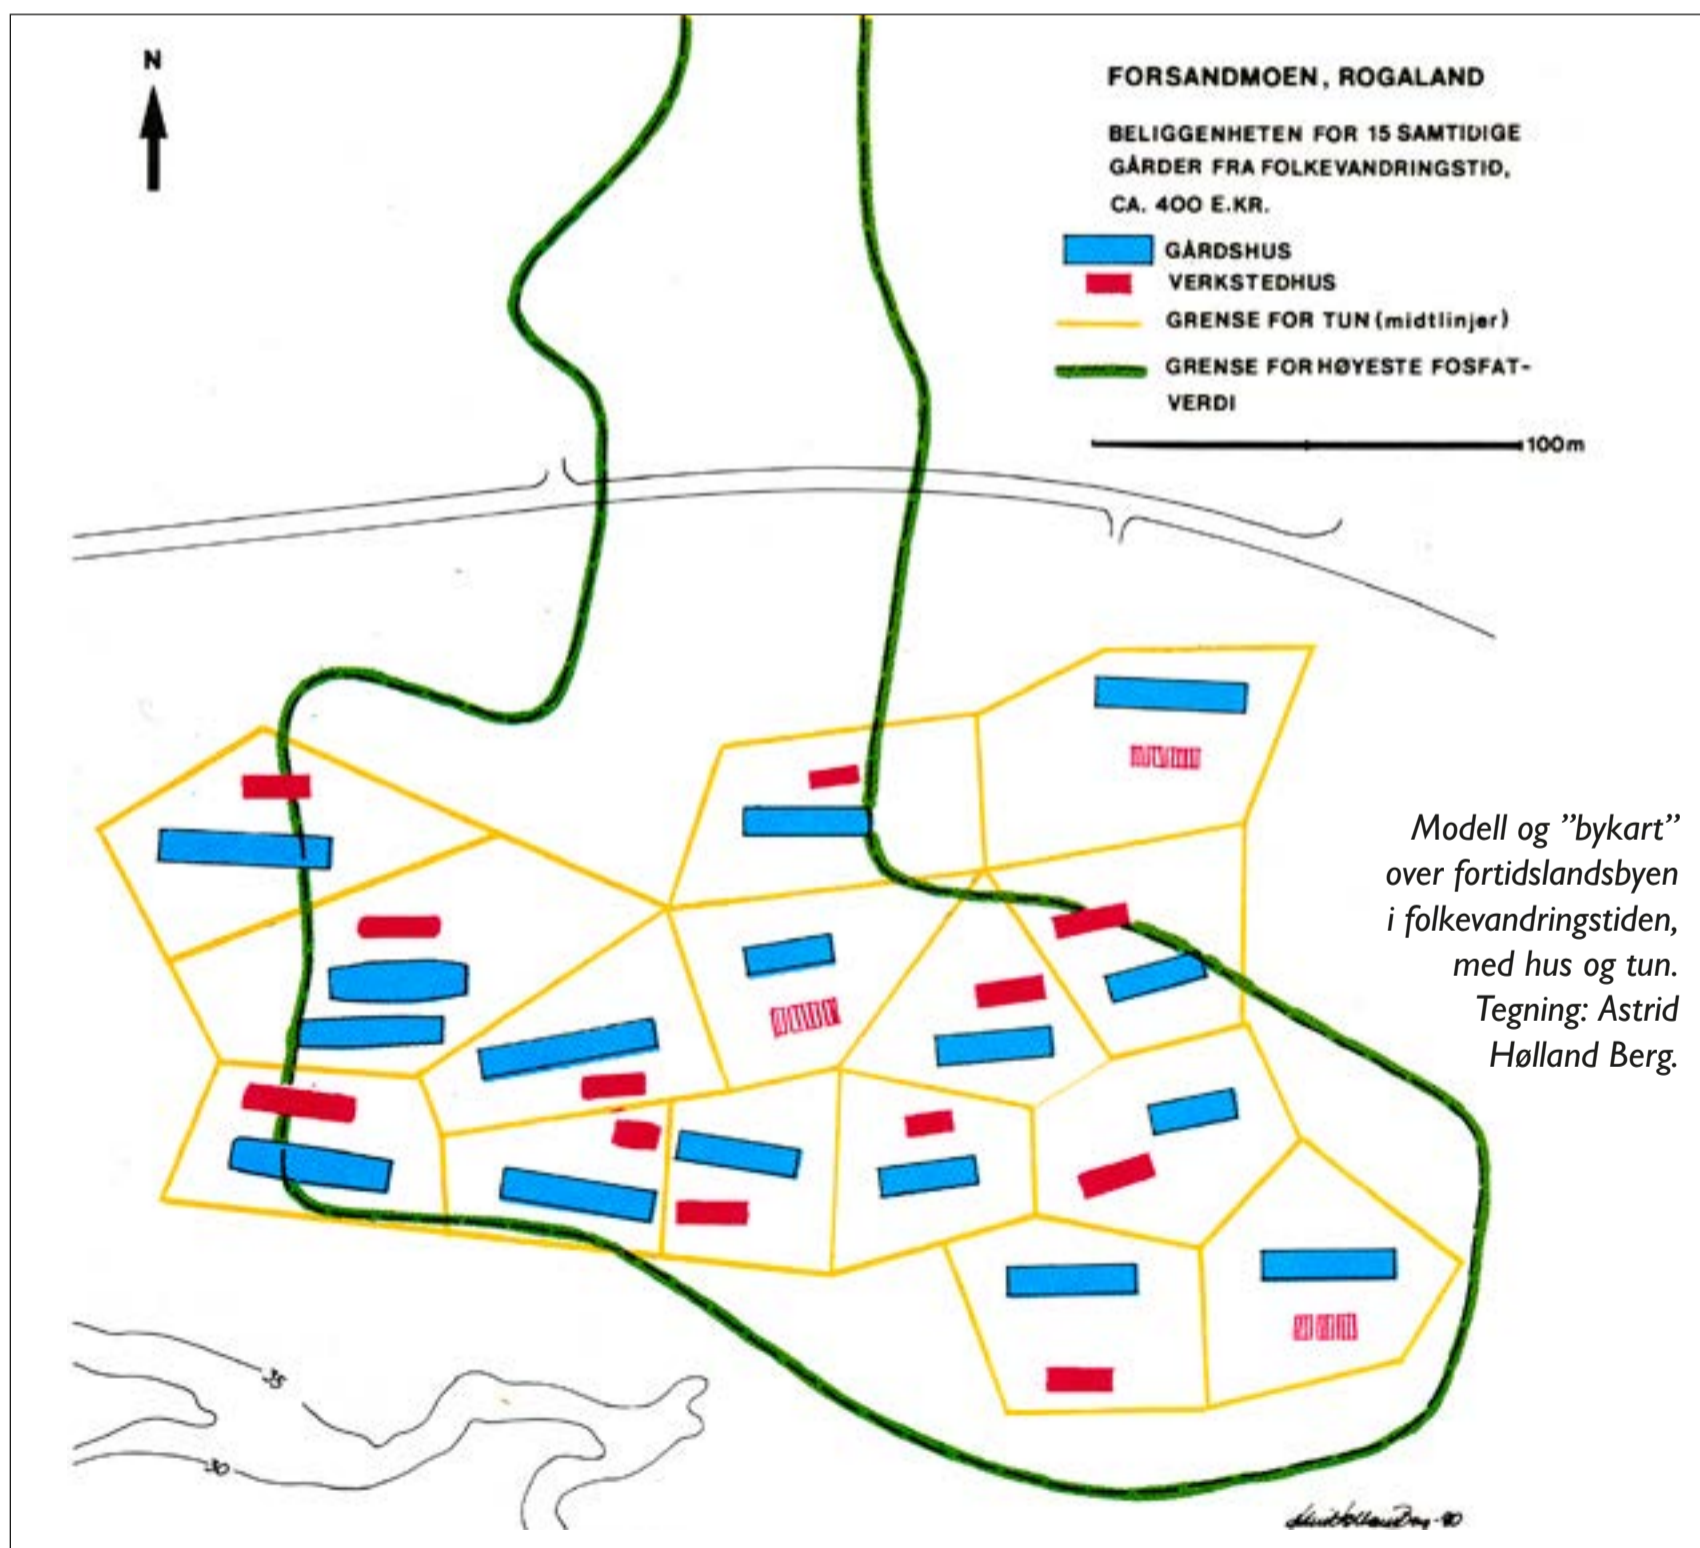 N
FORSANDMOEN, ROGALAND
BELIGGENHETEN FOR 15 SAMTIDIGE
GÅRDER FRA FOLKEVANDRINGSTID,
CA. 400 E.KR.
GÅRDSHUS
VERKSTEDHUS
GRENSE FOR TUN (midtlinjer)
GRENSE FOR HØYESTE FOSFAT-
VERDI
100m
Modell og ”bykart”
over fortidslandsbyen
i folkevandringstiden,
med hus og tun.
Tegning: Astrid
Hølland Berg.
35
30